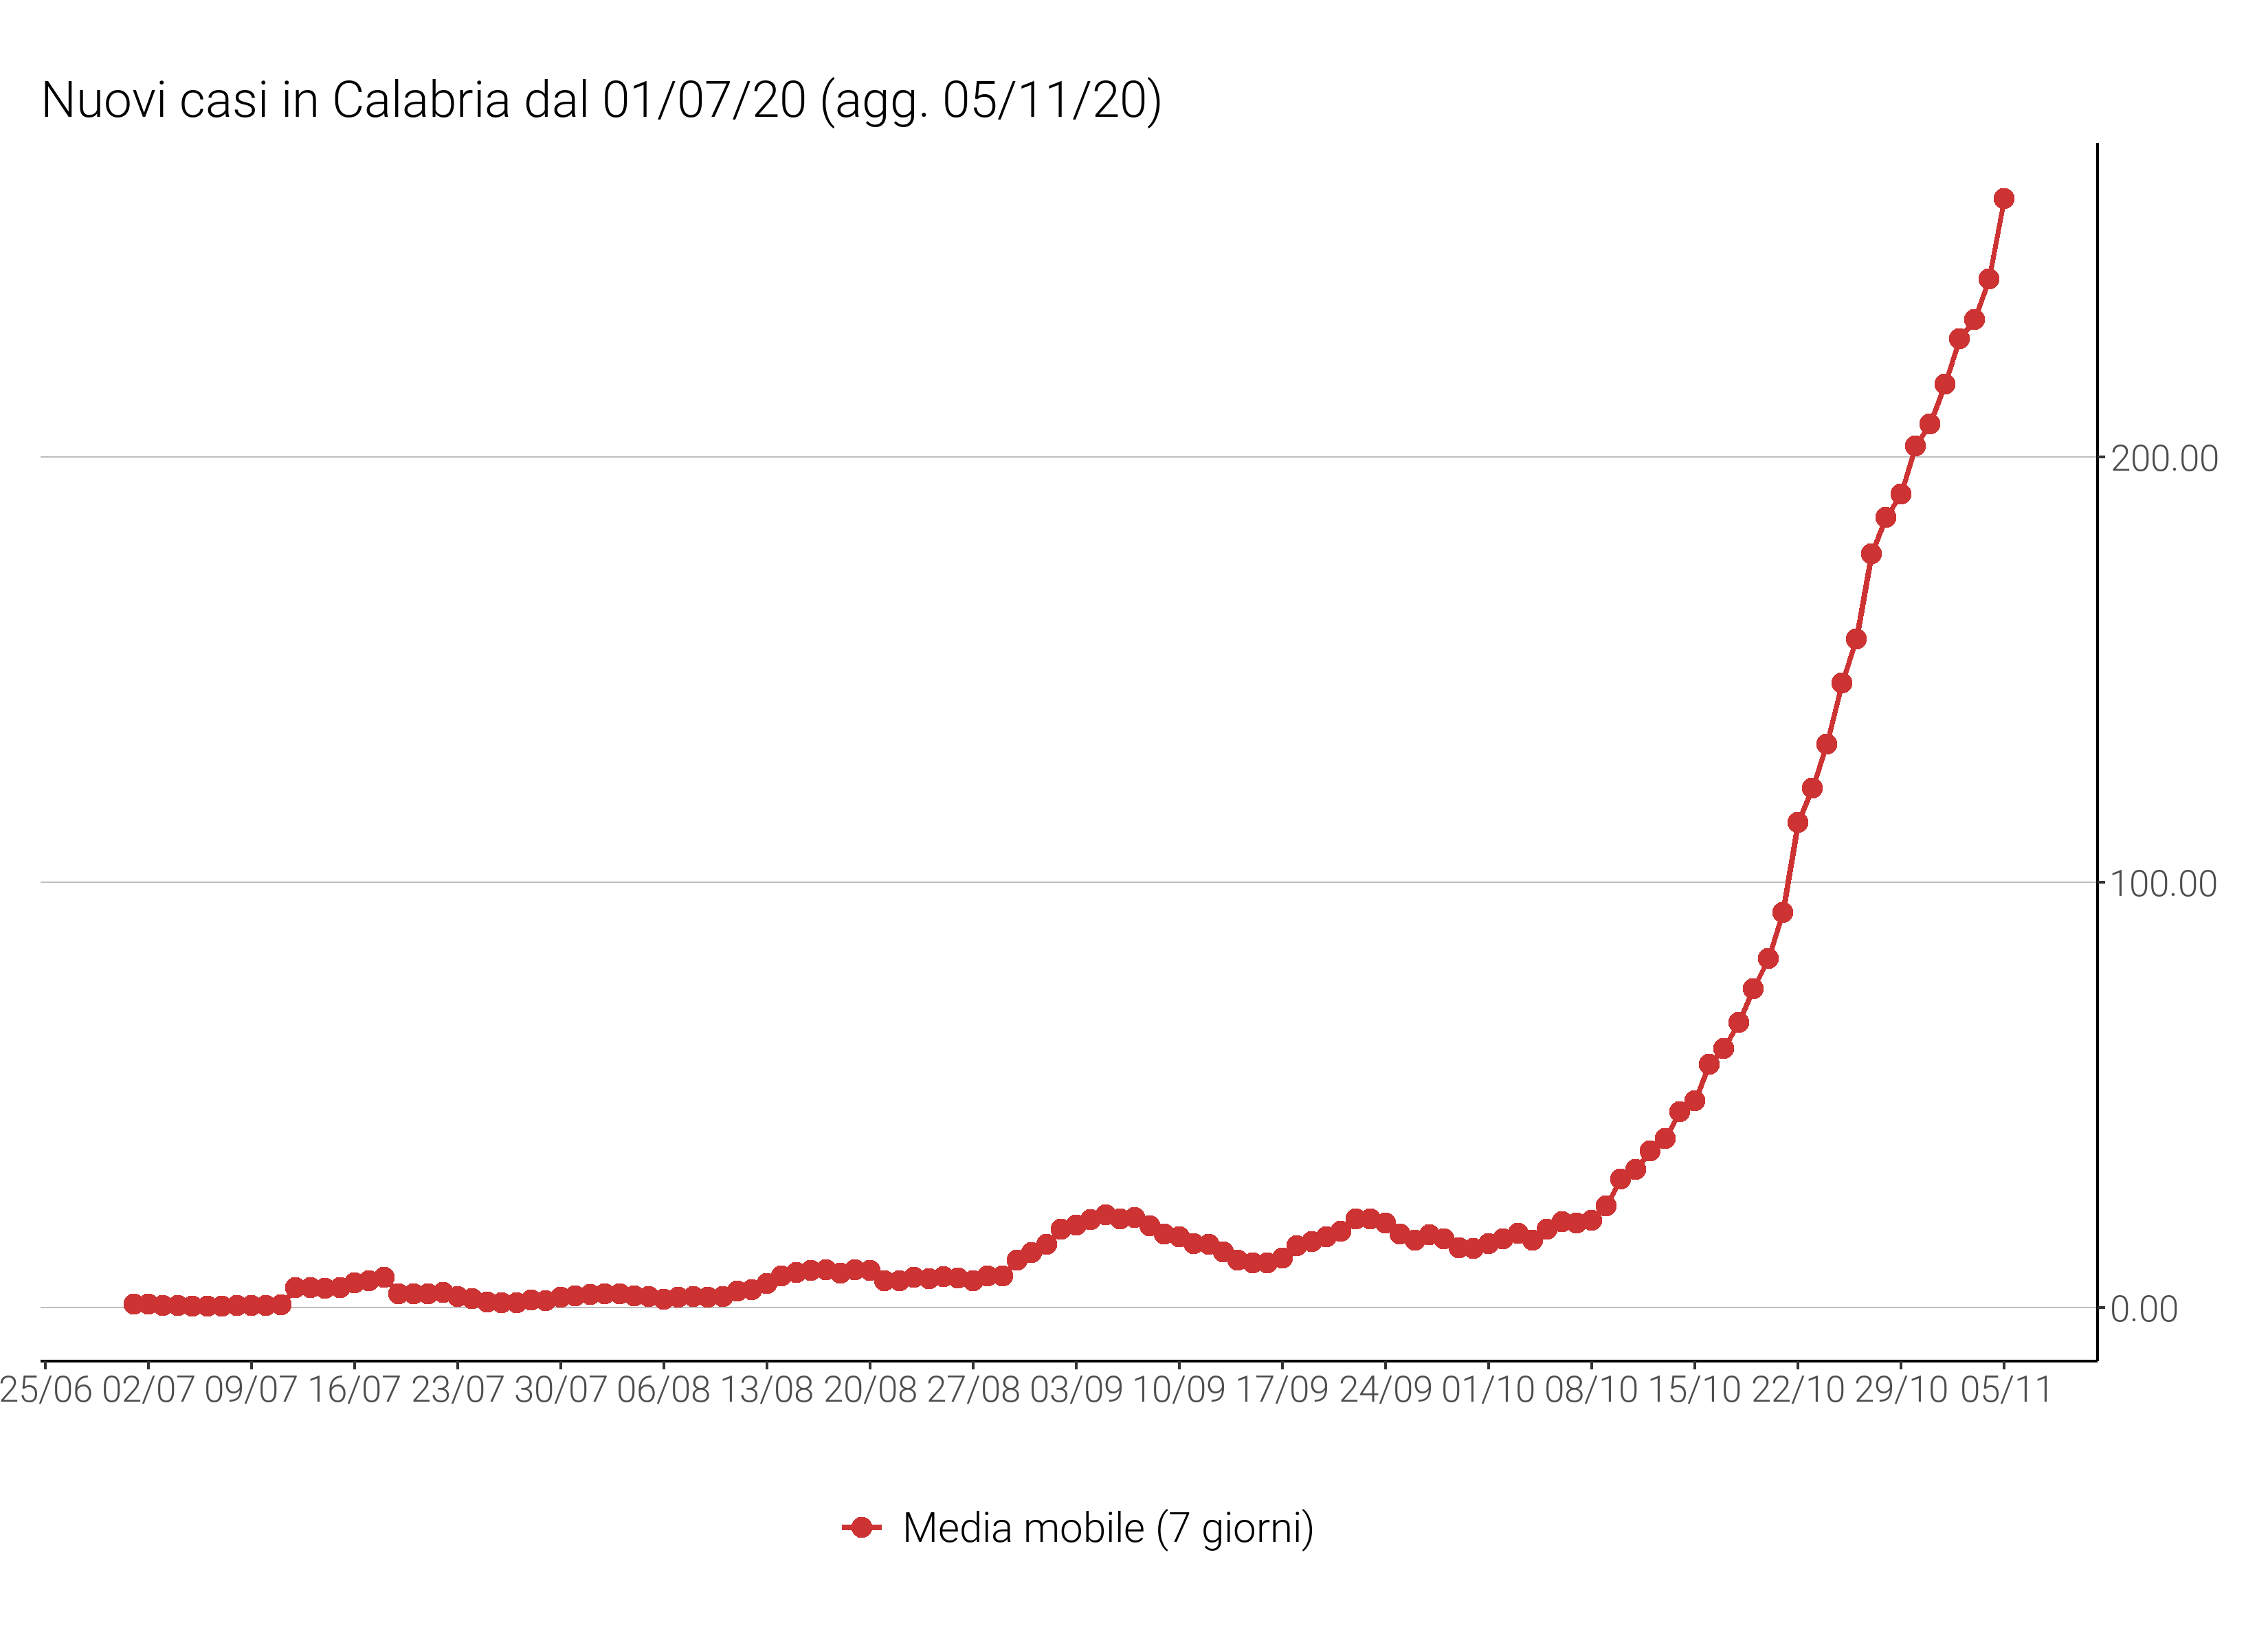 Nuovi casi in Calabria dal 01/07/20 (agg. 05/11/20)
200.00
100.00
0.00
25/06 02/07 09/07 16/07 23/07 30/07 06/08 13/08 20/08 27/08 03/09 10/09 17/09 24/09 01/10 08/10 15/10 22/10 29/10 05/11
Media mobile (7 giorni)